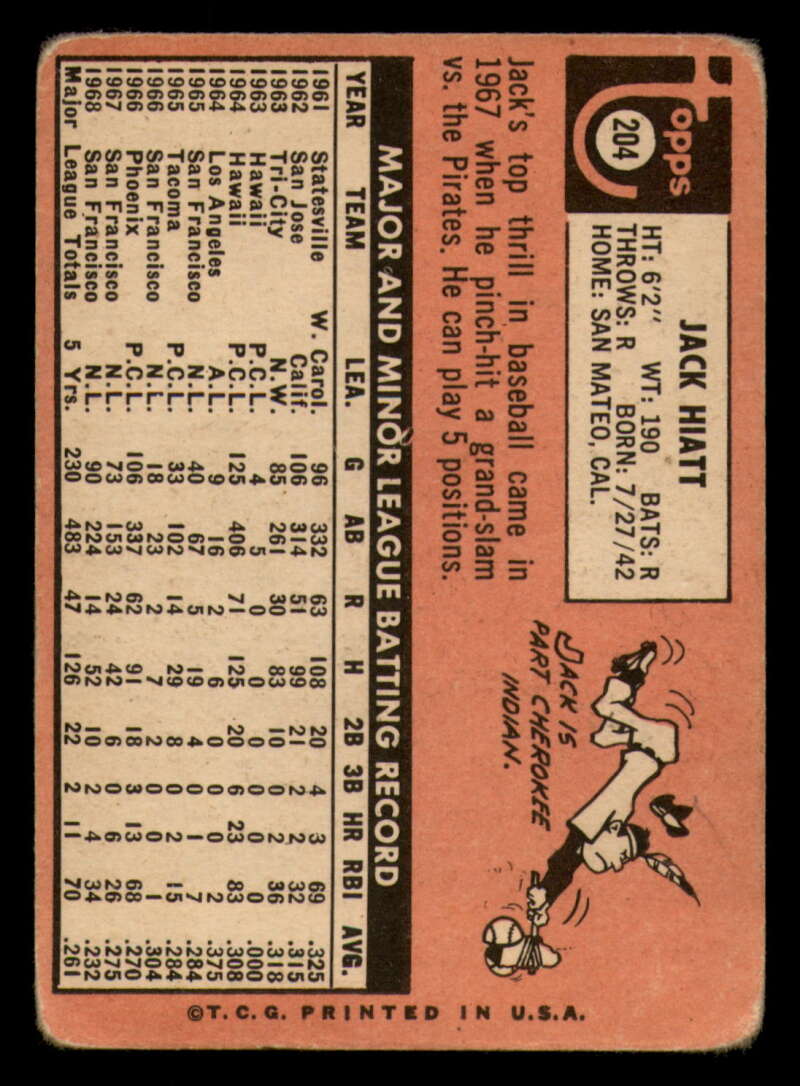 Topps
204
JACK HIATT
HT: 6'2" WT: 190 BATS: R
THROWS: R BORN: 7/27/42
HOME: SAN MATEO, CAL.
Jack's top thrill in baseball came in
1967 when he pinch-hit a grand-slam
vs. the Pirates. He can play 5 positions.
JACK IS
PART CHEROKEE
INDIAN.
MAJOR AND MINOR LEAGUE BATTING RECORD
YEAR TEAM LEA. G AB R H 2B 3B HR RBI AVG.
1961 Statesville W. Carol. 96 332 63 108 20 4 3 69 .325
1962 San Jose Calif. 106 314 51 99 21 2 2 32 .315
1963 Tri-City N.W. 85 261 30 83 10 2 2 36 .318
1963 Hawaii P.C.L. 4 5 0 0 0 0 0 0 .000
1964 Hawaii P.C.L. 125 406 71 125 20 6 23 83 .308
1964 Los Angeles A.L. 9 16 2 6 0 0 0 2 .375
1965 San Francisco N.L. 40 67 5 19 4 0 1 7 .284
1965 Tacoma P.C.L. 33 102 14 29 8 0 2 15 .284
1966 San Francisco N.L. 18 23 2 7 2 0 0 1 .304
1966 Phoenix P.C.L. 106 337 62 91 18 3 13 68 .270
1967 San Francisco N.L. 73 153 24 42 6 0 6 26 .275
1968 San Francisco N.L. 90 224 14 52 10 2 4 34 .232
Major League Totals 5 Yrs. 230 483 47 126 22 2 11 70 .261
©T.C.G. PRINTED IN U.S.A.